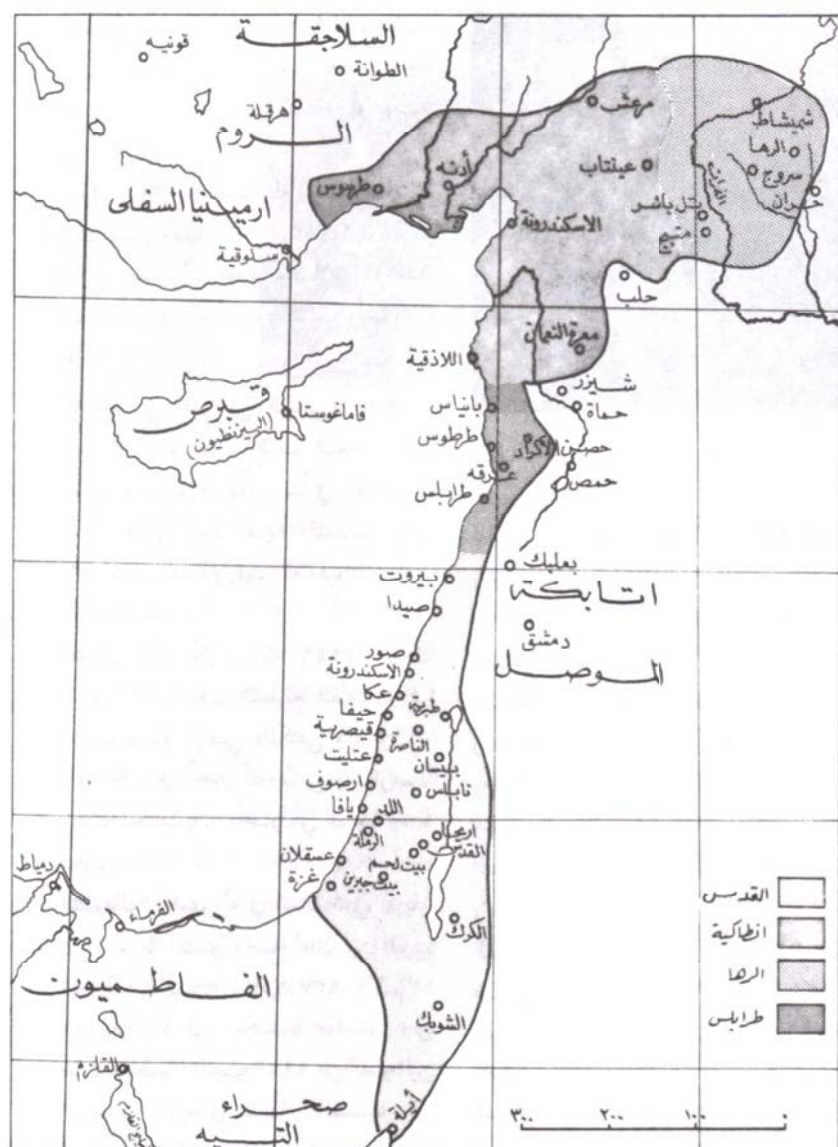 السلاجقة
قونيه
الطوانة
هرقلة
الروم
مرعش
شميشاط
الرها
سروج
حران
عينتاب
الفرات
تل باشر
منبج
أدنه
طرسوس
ارمينيا السفلى
الاسكندرونة
سلوقية
حلب
معرة النعمان
اللاذقية
شيزر
حماة
بانياس
قبرص
(البيزنطيون)
فاماغوستا
طرطوس
حصن الأكراد
عرقه
حمص
طرابلس
بعلبك
بيروت
اتابكة
صيدا
دمشق
الموصل
صور
الاسكندرونة
عكا
حيفا
طبرية
قيصرية
الناصرة
عتليت
بيسان
ارصوف
نابلس
يافا
اللد
الرملة
اريحا
القدس
عسقلان
بيت لحم
غزة
بيت جبرين
دمياط
الفرماء
الكرك
الفاطميون
الشوبك
القلزم
صحراء
التيه
أيلة
القدس
انطاكية
الرها
طرابلس
٣٠٠ ٢٠٠ ١٠٠ ٠